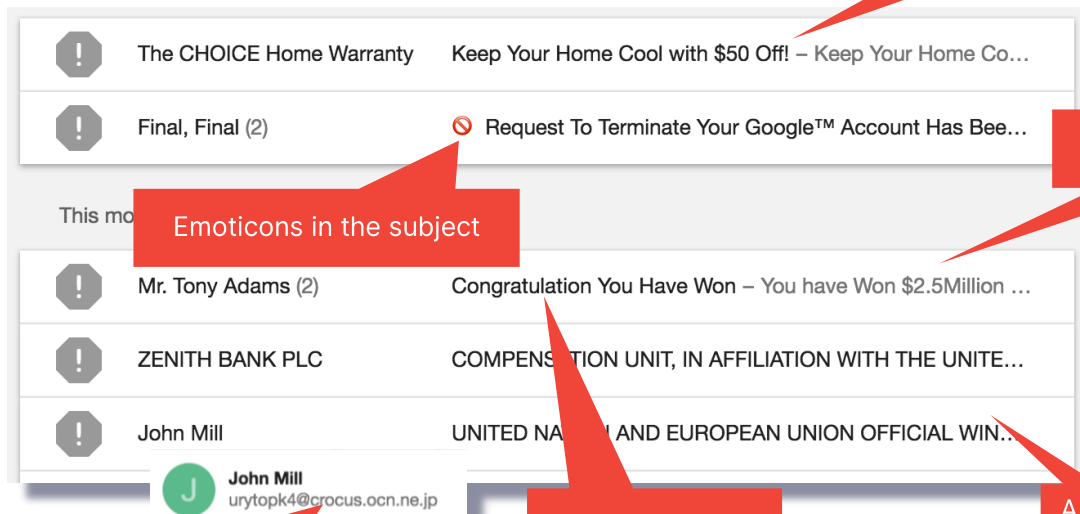 The CHOICE Home Warranty Keep Your Home Cool with $50 Off! – Keep Your Home Co...
Final, Final (2) 🚫 Request To Terminate Your Google™ Account Has Bee...
Emoticons in the subject
This mo
Mr. Tony Adams (2) Congratulation You Have Won – You have Won $2.5Million ...
ZENITH BANK PLC COMPENS TION UNIT, IN AFFILIATION WITH THE UNITE...
John Mill UNITED NA AND EUROPEAN UNION OFFICIAL WIN...
J John Mill
urytopk4@crocus.ocn.ne.jp
A